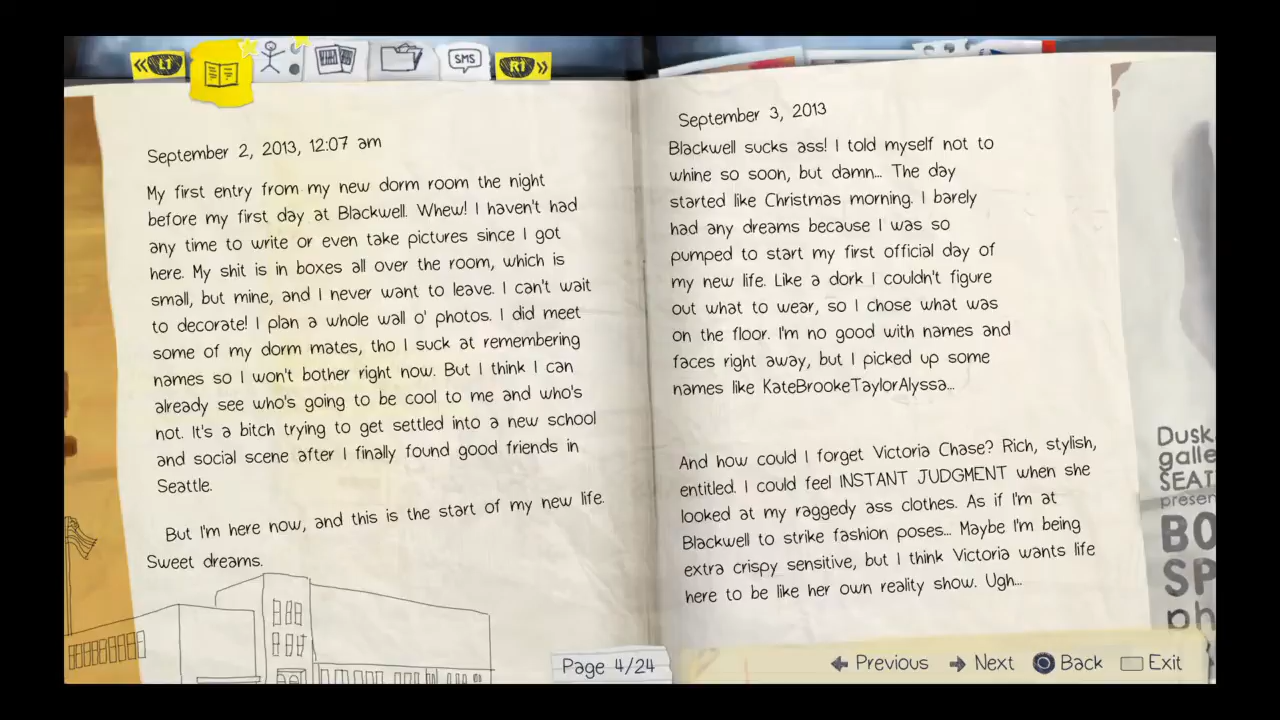 LT
SMS
R1
September 2, 2013, 12:07 am
My first entry from my new dorm room the night
before my first day at Blackwell. Whew! I haven't had
any time to write or even take pictures since I got
here. My shit is in boxes all over the room, which is
small, but mine, and I never want to leave. I can't wait
to decorate! I plan a whole wall o' photos. I did meet
some of my dorm mates, tho I suck at remembering
names so I won't bother right now. But I think I can
already see who's going to be cool to me and who's
not. It's a bitch trying to get settled into a new school
and social scene after I finally found good friends in
Seattle.
But I'm here now, and this is the start of my new life.
Sweet dreams.
September 3, 2013
Blackwell sucks ass! I told myself not to
whine so soon, but damn... The day
started like Christmas morning. I barely
had any dreams because I was so
pumped to start my first official day of
my new life. Like a dork I couldn't figure
out what to wear, so I chose what was
on the floor. I'm no good with names and
faces right away, but I picked up some
names like KateBrookeTaylorAlyssa...
And how could I forget Victoria Chase? Rich, stylish,
entitled. I could feel INSTANT JUDGMENT when she
looked at my raggedy ass clothes. As if I'm at
Blackwell to strike fashion poses... Maybe I'm being
extra crispy sensitive, but I think Victoria wants life
here to be like her own reality show. Ugh...
Dusk
galle
SEAT
presen
BO
SP
ph
Page 4/24
Previous Next Back Exit